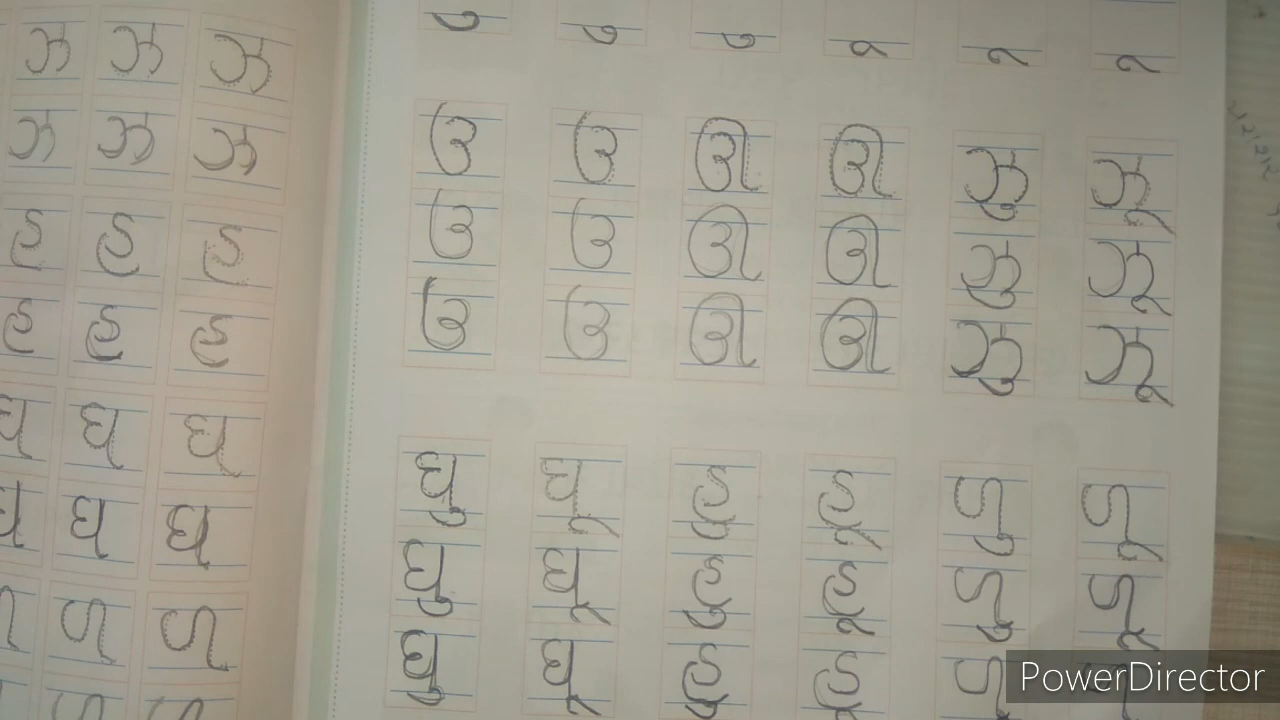 ઝ ઝ ઝ
ઝ ઝ ઝ
હ હ હ
હ હ હ
ઘ ઘ ઘ
ઘ ઘ ઘ
ુ ુ ુ ૂ ૂ ૂ
ઉ ઉ ઊ ઊ ઝુ ઝૂ
ઉ ઉ ઊ ઊ ઝુ ઝૂ
ઉ ઉ ઊ ઊ ઝુ ઝૂ
ઘુ ઘૂ હુ હૂ
ઘુ ઘૂ હુ હૂ
ઘુ ઘૂ હુ હૂ
PowerDirector